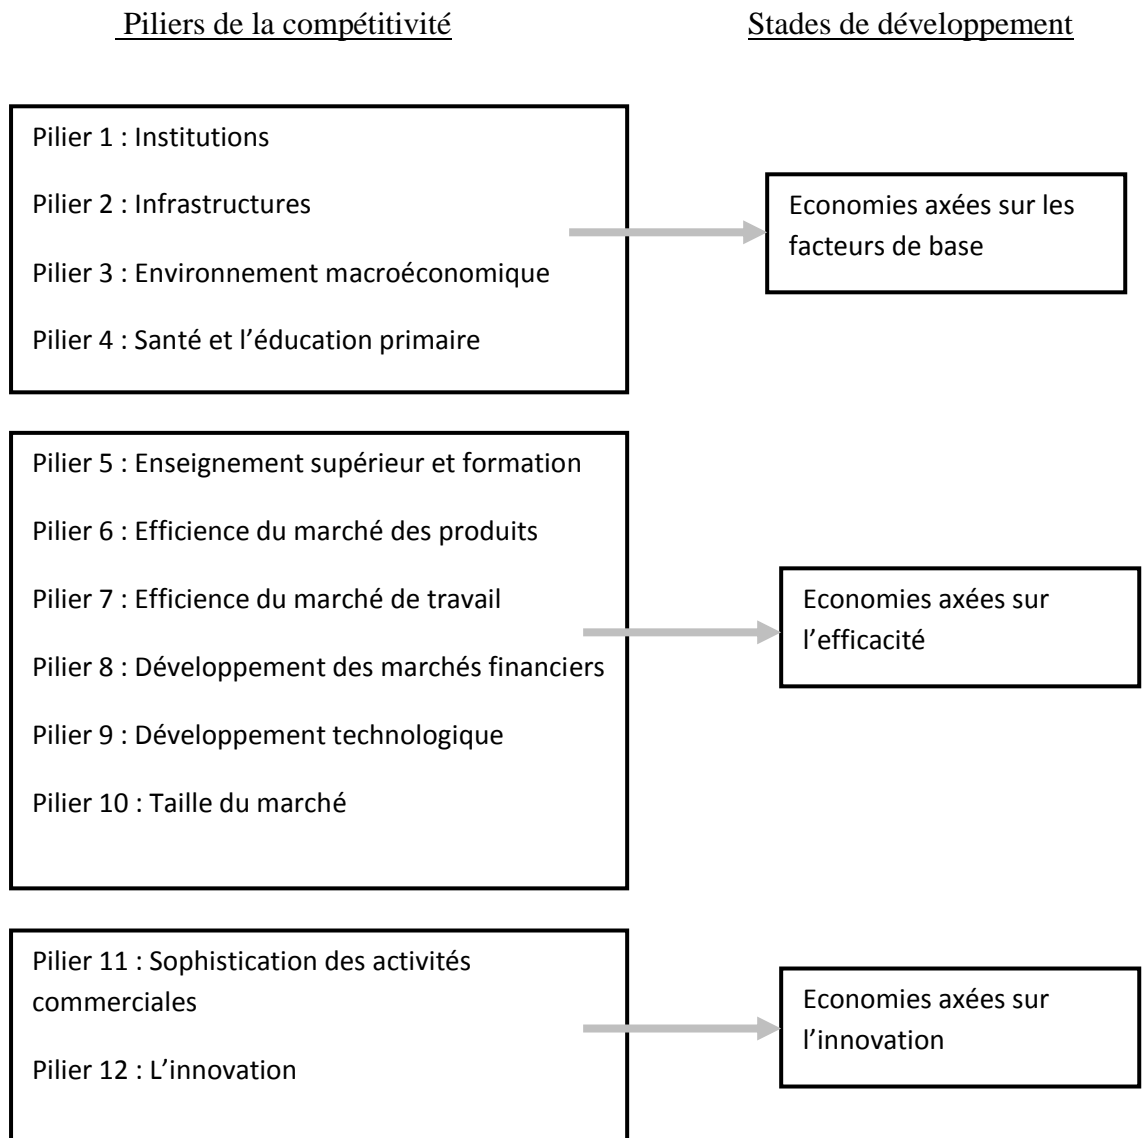 Piliers de la compétitivité
Stades de développement
Pilier 1 : Institutions
Pilier 2 : Infrastructures
Pilier 3 : Environnement macroéconomique
Pilier 4 : Santé et l’éducation primaire
Economies axées sur les
facteurs de base
Pilier 5 : Enseignement supérieur et formation
Pilier 6 : Efficience du marché des produits
Pilier 7 : Efficience du marché de travail
Pilier 8 : Développement des marchés financiers
Pilier 9 : Développement technologique
Pilier 10 : Taille du marché
Economies axées sur
l’efficacité
Pilier 11 : Sophistication des activités
commerciales
Pilier 12 : L’innovation
Economies axées sur
l’innovation